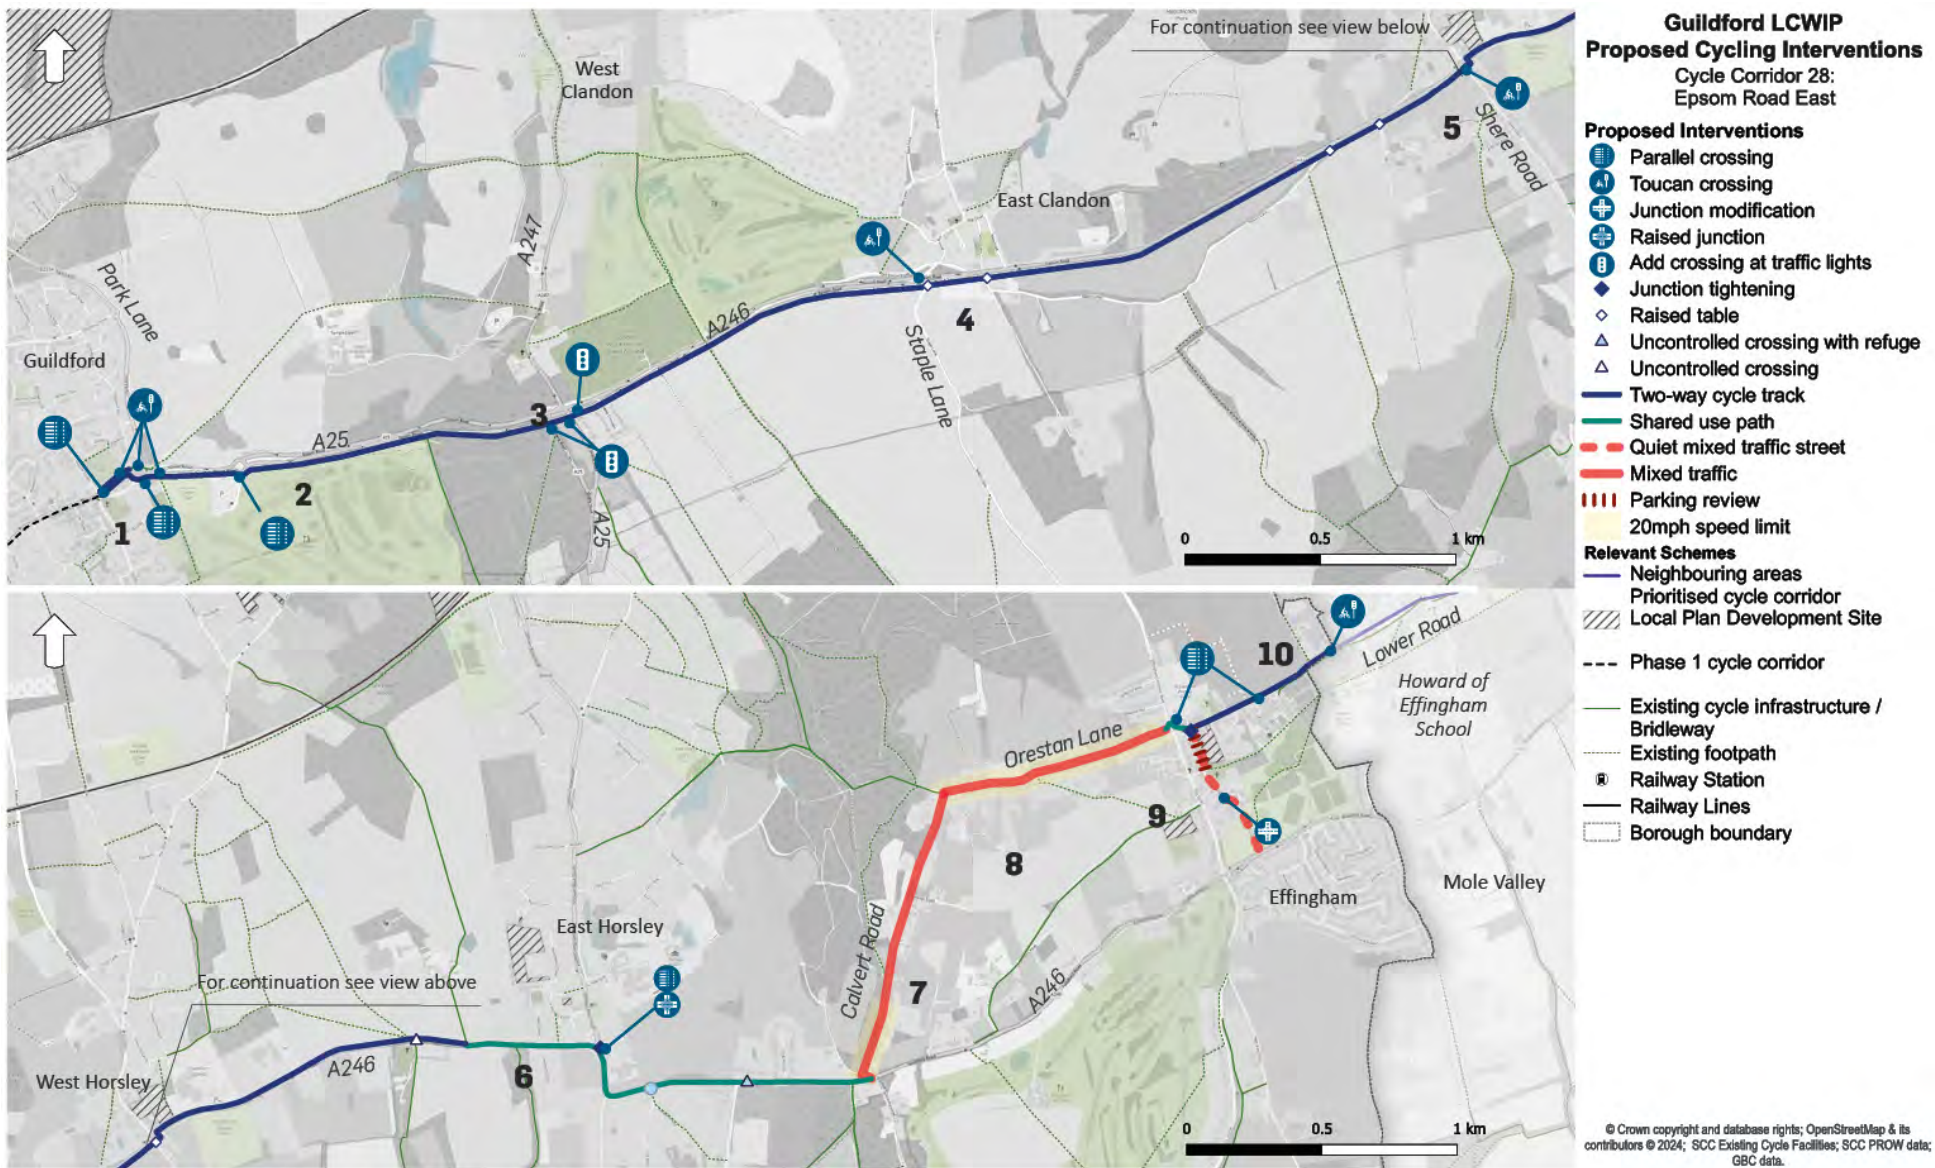 For continuation see view below
West
Clandon
Shere Road
5
East Clandon
A247
Park Lane
A246
4
Staple Lane
Guildford
3
A25
2
1
A25
0 0.5 1 km
10
Lower Road
Howard of
Effingham
School
Orestan Lane
9
8
Mole Valley
Effingham
East Horsley
Calvert Road
7
A246
For continuation see view above
A246
6
West Horsley
0 0.5 1 km
Guildford LCWIP
Proposed Cycling Interventions
Cycle Corridor 28:
Epsom Road East
Proposed Interventions
Parallel crossing
Toucan crossing
Junction modification
Raised junction
Add crossing at traffic lights
Junction tightening
Raised table
Uncontrolled crossing with refuge
Uncontrolled crossing
Two-way cycle track
Shared use path
Quiet mixed traffic street
Mixed traffic
Parking review
20mph speed limit
Relevant Schemes
Neighbouring areas
Prioritised cycle corridor
Local Plan Development Site
Phase 1 cycle corridor
Existing cycle infrastructure /
Bridleway
Existing footpath
Railway Station
Railway Lines
Borough boundary
© Crown copyright and database rights; OpenStreetMap & its
contributors © 2024; SCC Existing Cycle Facilities; SCC PROW data;
GBC data.